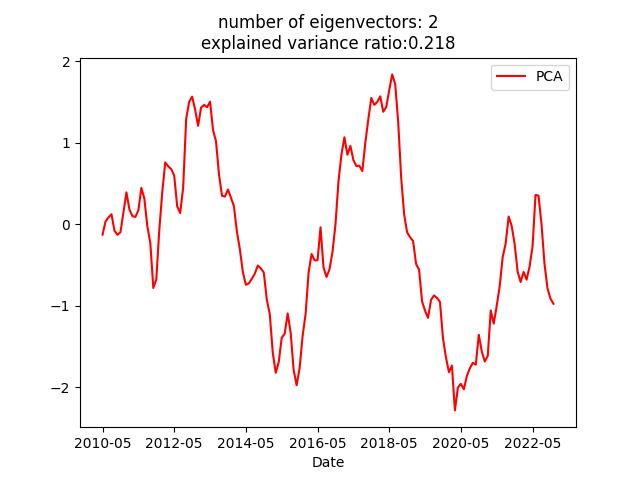 number of eigenvectors: 2
explained variance ratio:0.218
PCA
2
1
0
−1
−2
2010-05 2012-05 2014-05 2016-05 2018-05 2020-05 2022-05
Date